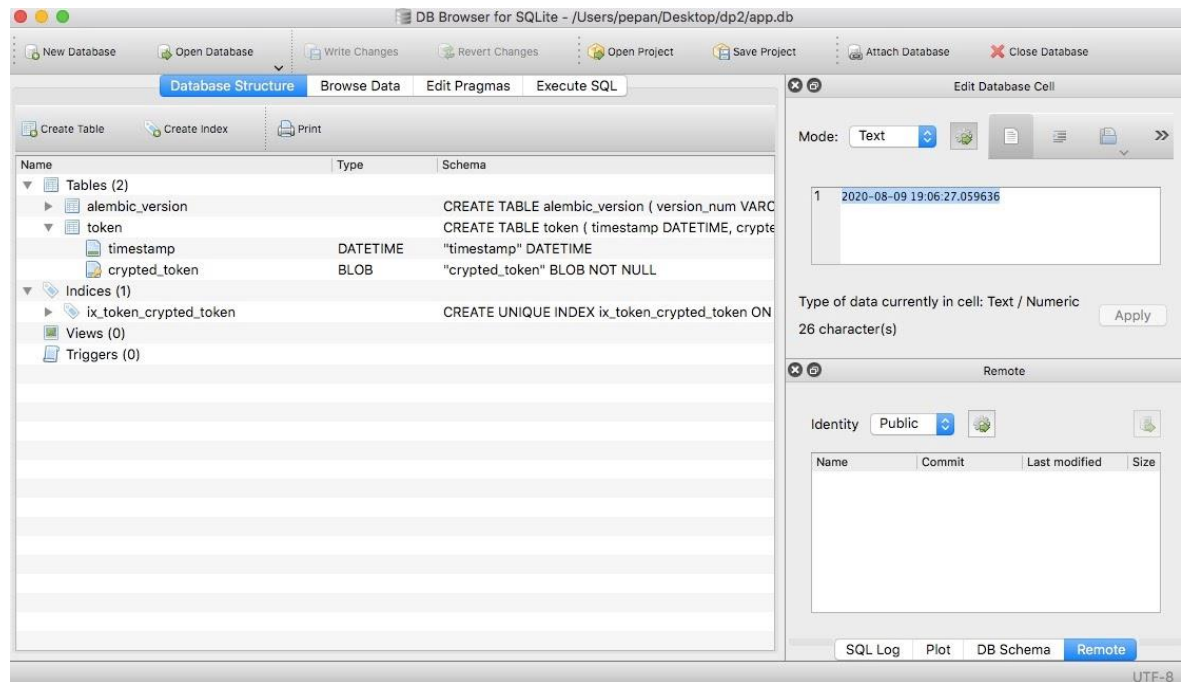 DB Browser for SQLite - /Users/pepan/Desktop/dp2/app.db
New Database Open Database Write Changes Revert Changes Open Project Save Project Attach Database Close Database
Database Structure Browse Data Edit Pragmas Execute SQL
Create Table Create Index Print
Name Type Schema
Tables (2)
alembic_version CREATE TABLE alembic_version ( version_num VARC
token CREATE TABLE token ( timestamp DATETIME, crypte
timestamp DATETIME "timestamp" DATETIME
crypted_token BLOB "crypted_token" BLOB NOT NULL
Indices (1)
ix_token_crypted_token CREATE UNIQUE INDEX ix_token_crypted_token ON
Views (0)
Triggers (0)
Edit Database Cell
Mode: Text
1 2020-08-09 19:06:27.059636
Type of data currently in cell: Text / Numeric
26 character(s)
Apply
Remote
Identity Public
Name Commit Last modified Size
SQL Log Plot DB Schema Remote
UTF-8